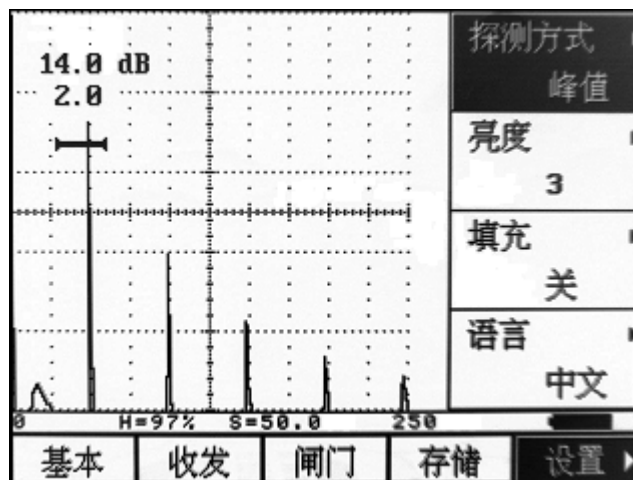 14.0 dB
2.0
探测方式
峰值
亮度
3
填充
关
语言
中文
0 H=97% S=50.0 250
基本 收发 闸门 存储 设置